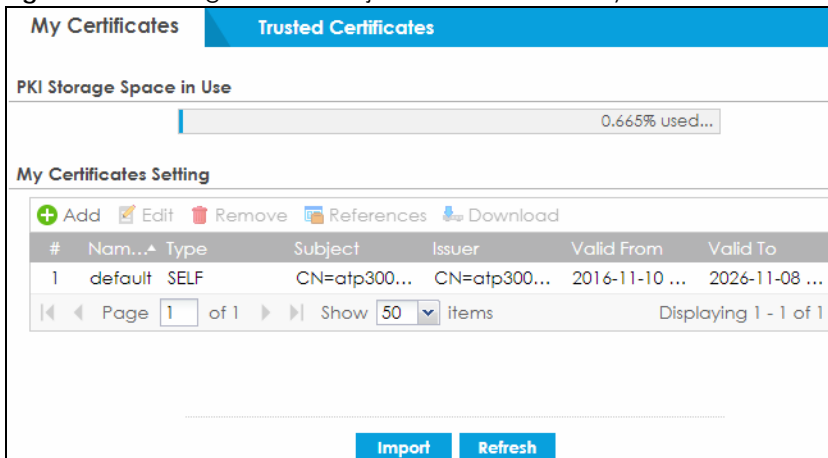 My Certificates Trusted Certificates
PKI Storage Space in Use
0.665% used...
My Certificates Setting
Add Edit Remove References Download
# Nam... Type Subject Issuer Valid From Valid To
1 default SELF CN=atp300... CN=atp300... 2016-11-10 ... 2026-11-08 ...
Page 1 of 1 Show 50 items Displaying 1 - 1 of 1
Import Refresh